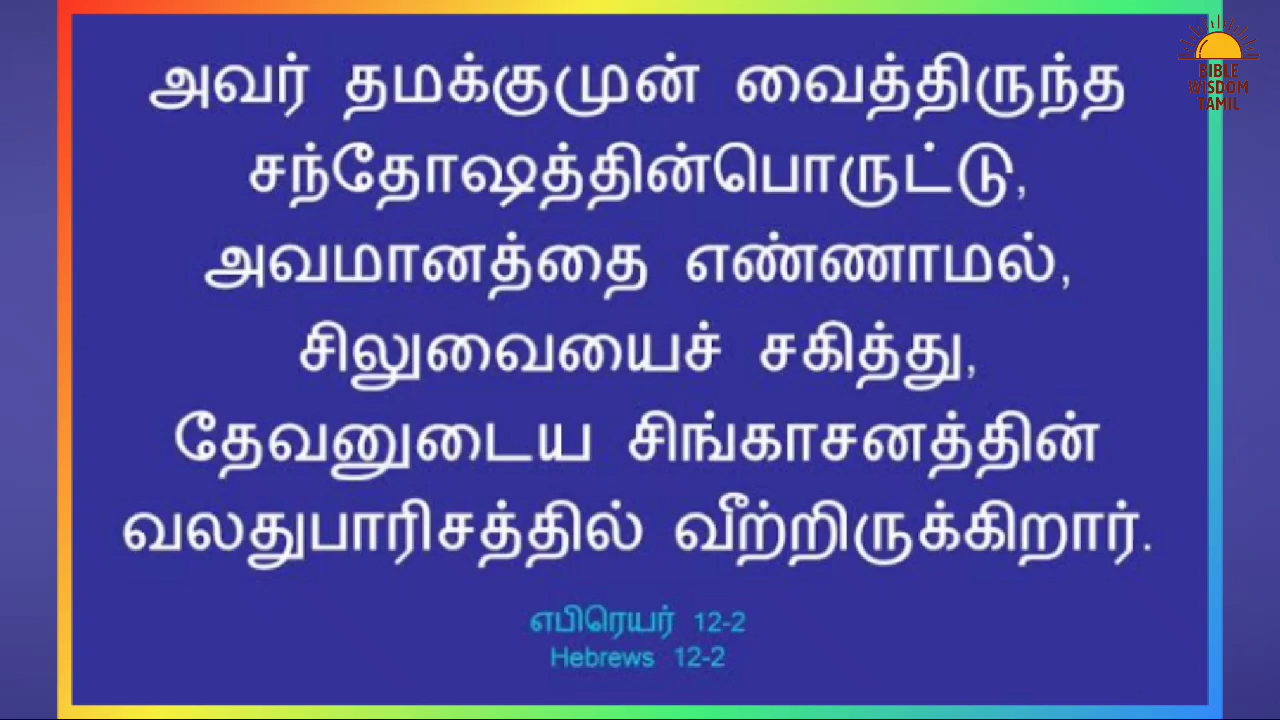 அவர் தமக்குமுன் வைத்திருந்த
சந்தோஷத்தின்பொருட்டு,
அவமானத்தை எண்ணாமல்,
சிலுவையைச் சகித்து,
தேவனுடைய சிங்காசனத்தின்
வலதுபாரிசத்தில் வீற்றிருக்கிறார்.
எபிரெயர் 12-2
Hebrews 12-2
BIBLE
WISDOM
TAMIL